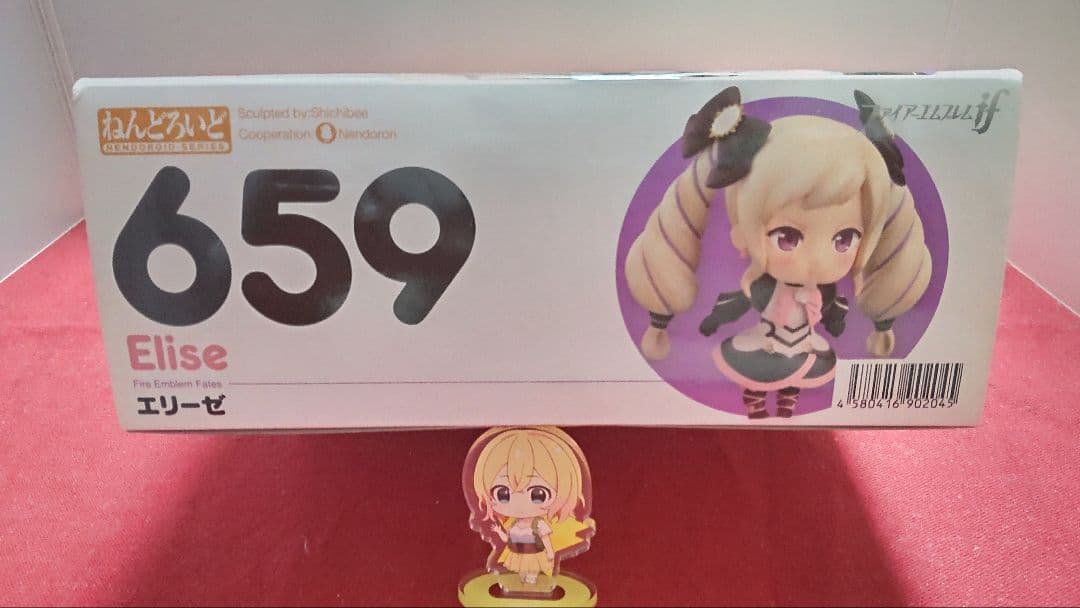 ねんどろいど
NENDOROID SERIES
Sculpted by:Shichibee
Cooperation: Nendoron
ファイアーエムブレムif
659
Elise
Fire Emblem Fates
エリーゼ
4 580416 902045